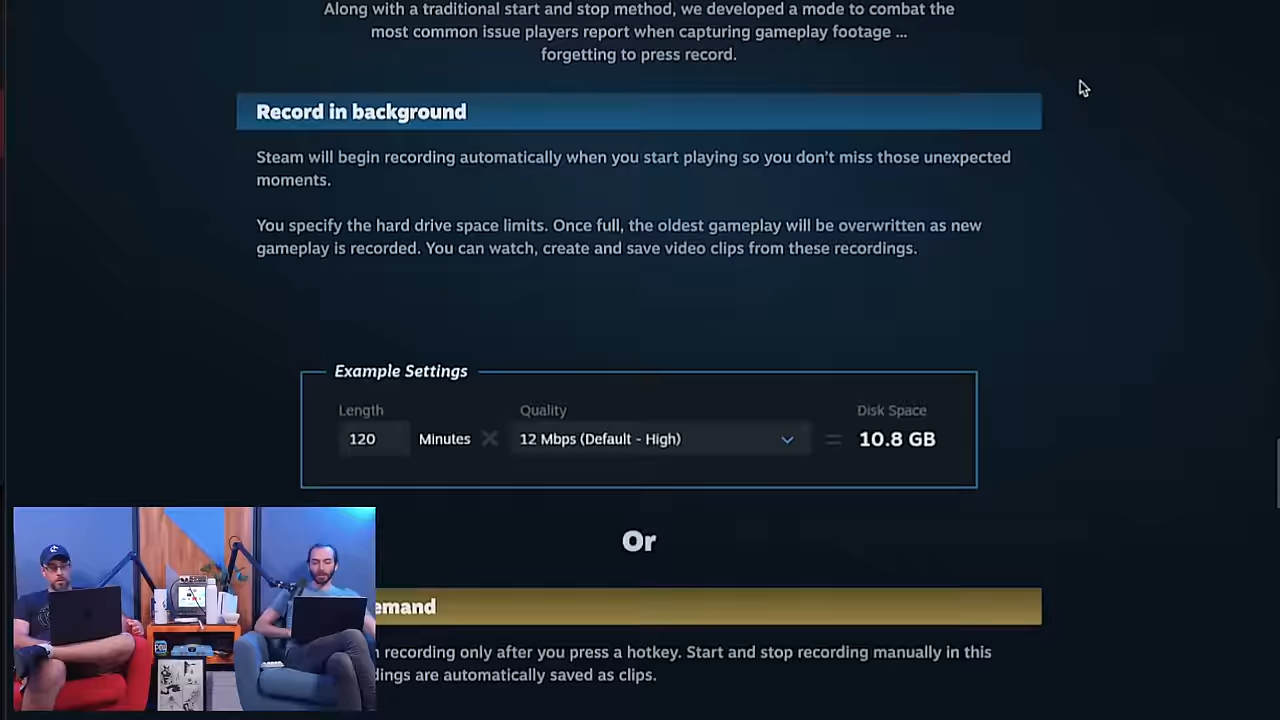 Along with a traditional start and stop method, we developed a mode to combat the
most common issue players report when capturing gameplay footage ...
forgetting to press record.
Record in background
Steam will begin recording automatically when you start playing so you don't miss those unexpected
moments.
You specify the hard drive space limits. Once full, the oldest gameplay will be overwritten as new
gameplay is recorded. You can watch, create and save video clips from these recordings.
Example Settings
Length
Quality
Disk Space
120
Minutes
12 Mbps (Default - High)
=
10.8 GB
Or
emand
recording only after you press a hotkey. Start and stop recording manually in this
dings are automatically saved as clips.